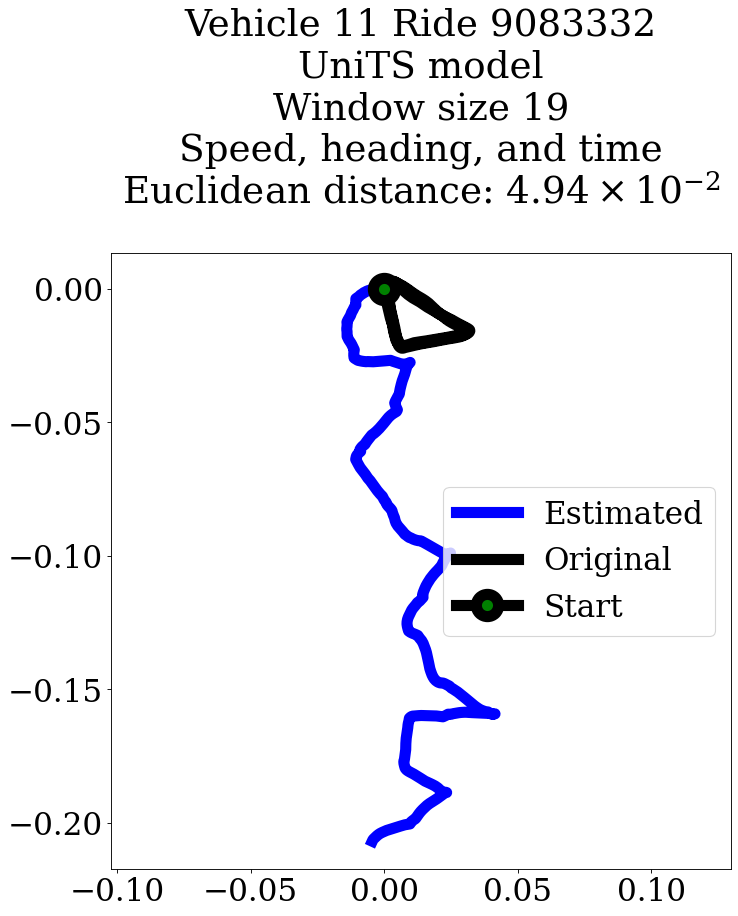 Vehicle 11 Ride 9083332
UniTS model
Window size 19
Speed, heading, and time
Euclidean distance: 4.94 × 10⁻²
0.00
−0.05
−0.10
−0.15
−0.20
Estimated
Original
Start
−0.10 −0.05 0.00 0.05 0.10